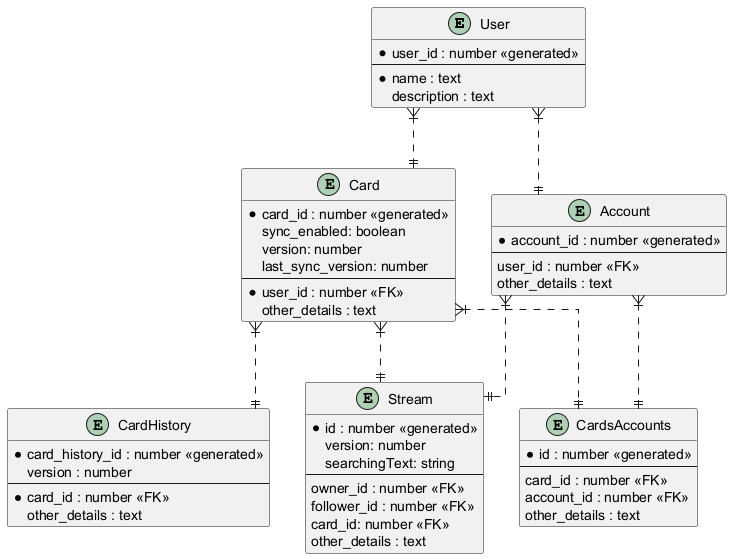 E User
* user_id : number «generated»
* name : text
description : text
E Card
* card_id : number «generated»
sync_enabled: boolean
version: number
last_sync_version: number
* user_id : number «FK»
other_details : text
E Account
* account_id : number «generated»
user_id : number «FK»
other_details : text
E CardHistory
* card_history_id : number «generated»
version : number
* card_id : number «FK»
other_details : text
E Stream
* id : number «generated»
version: number
searchingText: string
owner_id : number «FK»
follower_id : number «FK»
card_id: number «FK»
other_details : text
E CardsAccounts
* id : number «generated»
card_id : number «FK»
account_id : number «FK»
other_details : text